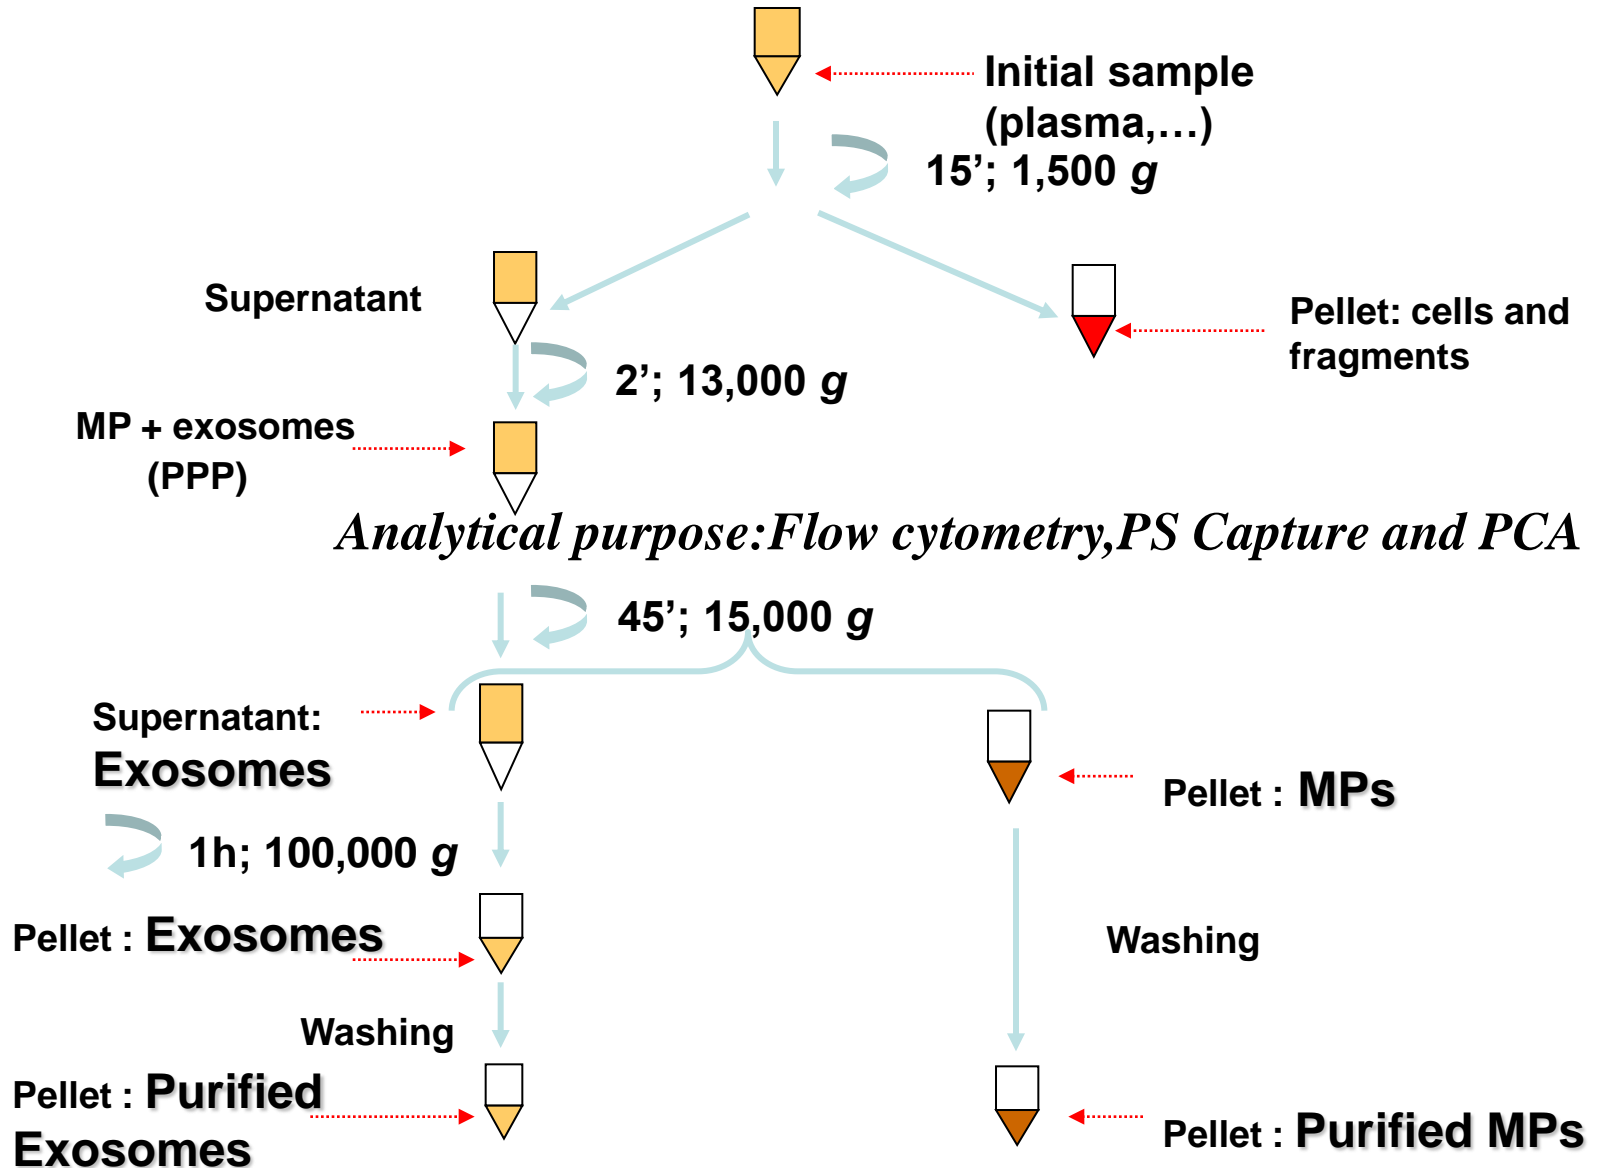 Initial sample
(plasma,…)
15’; 1,500 g
Supernatant
Pellet: cells and
fragments
2’; 13,000 g
MP + exosomes
(PPP)
Analytical purpose:Flow cytometry,PS Capture and PCA
45’; 15,000 g
Supernatant:
Exosomes
Pellet : MPs
1h; 100,000 g
Pellet : Exosomes
Washing
Washing
Pellet : Purified
Exosomes
Pellet : Purified MPs